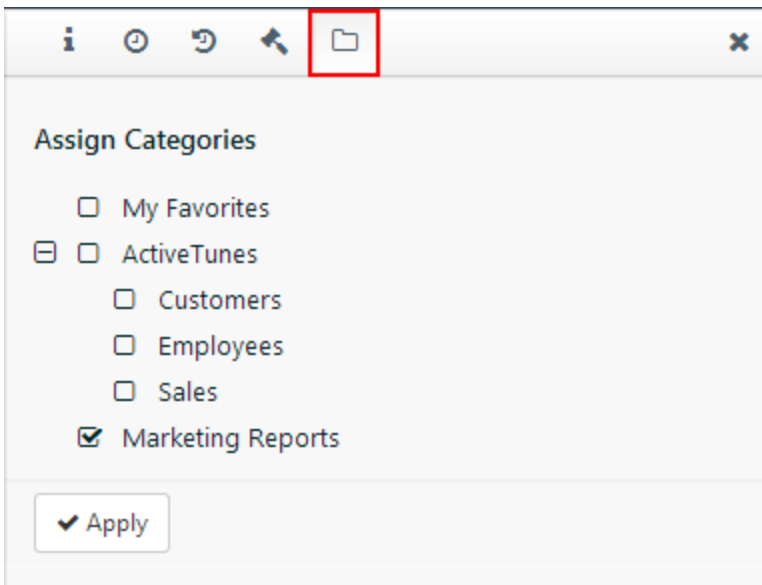 Assign Categories
My Favorites
ActiveTunes
Customers
Employees
Sales
Marketing Reports
Apply